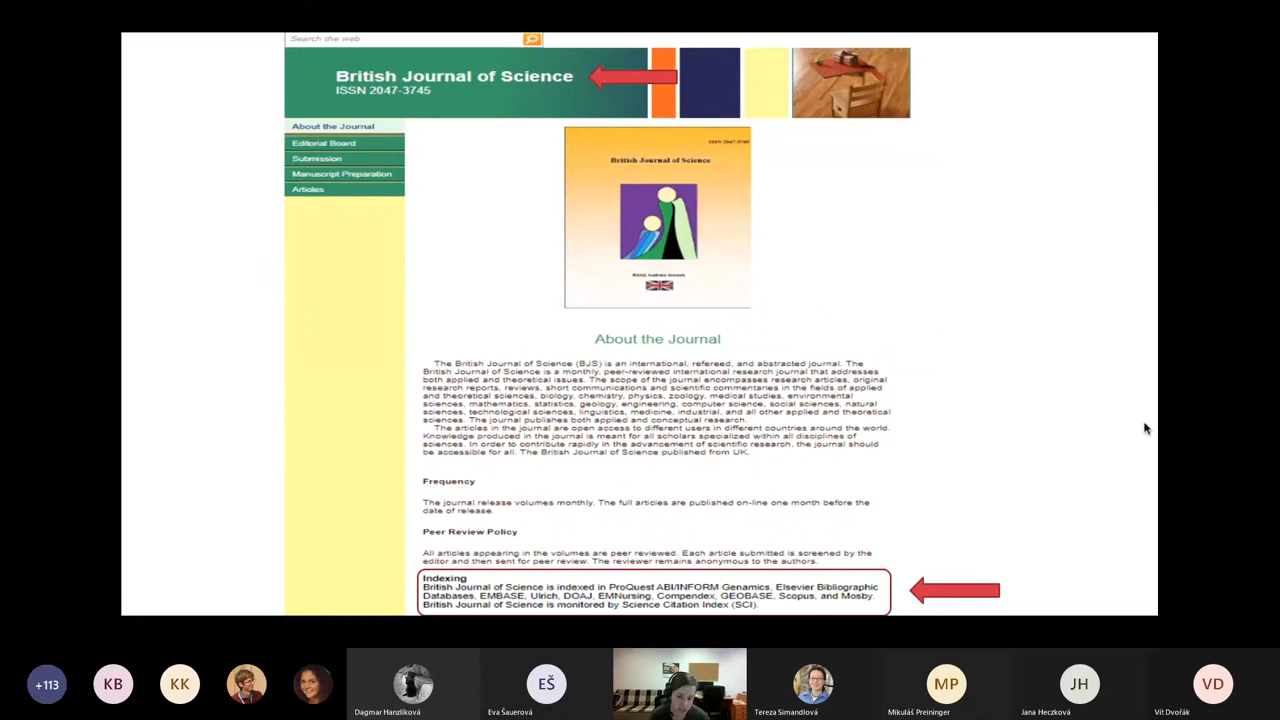 Search the web
British Journal of Science
ISSN 2047-3745
About the Journal
Editorial Board
Submission
Manuscript Preparation
Articles
ISSN 2047-3745
British Journal of Science
British Academic Journals
About the Journal
The British Journal of Science (BJS) is an international, refereed, and abstracted journal. The
British Journal of Science is a monthly, peer-reviewed international research journal that addresses
both applied and theoretical issues. The scope of the journal encompasses research articles, original
research reports, reviews, short communications and scientific commentaries in the fields of applied
and theoretical sciences, biology, chemistry, physics, zoology, medical studies, environmental
sciences, mathematics, statistics, geology, engineering, computer science, social sciences, natural
sciences, technological sciences, linguistics, medicine, industrial, and all other applied and theoretical
sciences. The journal publishes both applied and conceptual research.
The articles in the journal are open access to different users in different countries around the world.
Knowledge produced in the journal is meant for all scholars specialized within all disciplines of
sciences. In order to contribute rapidly in the advancement of scientific research, the journal should
be accessible for all. The British Journal of Science published from UK.
Frequency
The journal release volumes monthly. The full articles are published on-line one month before the
date of release.
Peer Review Policy
All articles appearing in the volumes are peer reviewed. Each article submitted is screened by the
editor and then sent for peer review. The reviewer remains anonymous to the authors.
Indexing
British Journal of Science is indexed in ProQuest ABI/INFORM Genamics, Elsevier Bibliographic
Databases, EMBASE, Ulrich, DOAJ, EMNursing, Compendex, GEOBASE, Scopus, and Mosby.
British Journal of Science is monitored by Science Citation Index (SCI).
+113
KB
KK
Dagmar Hanzlíková
EŠ
Eva Šauerová
Tereza Simandlová
MP
Mikuláš Preininger
JH
Jana Heczková
VD
Vít Dvořák